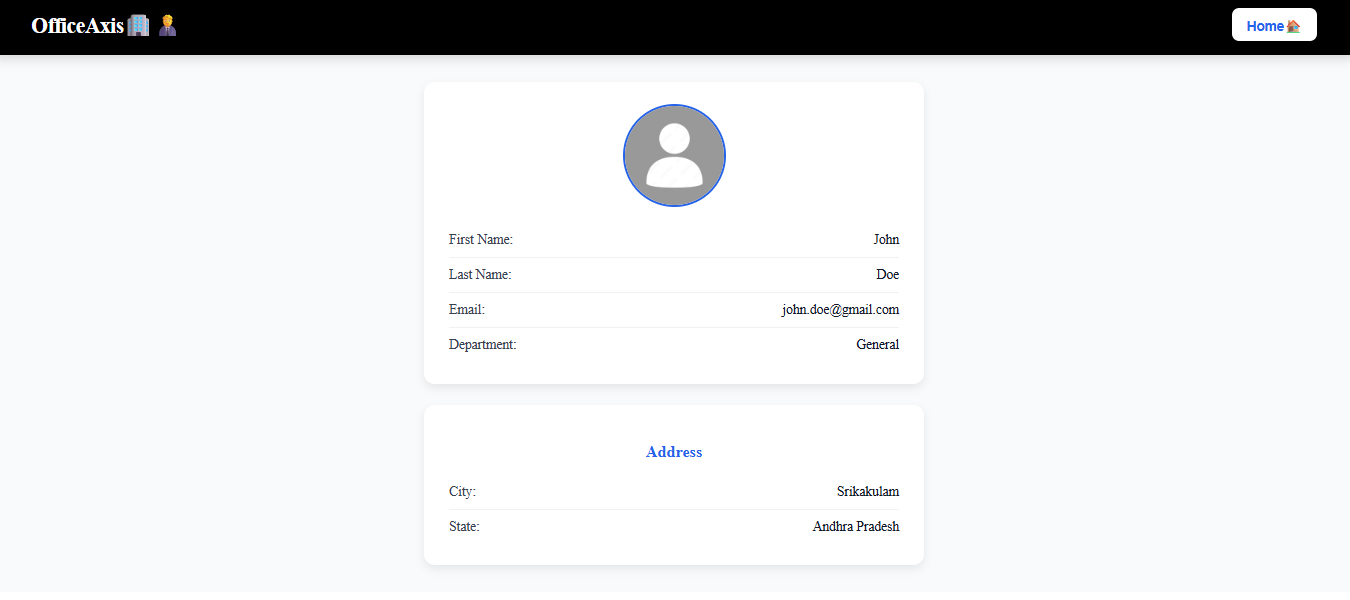 OfficeAxis🏢 🤵
Home🏠
First Name: John
Last Name: Doe
Email: john.doe@gmail.com
Department: General
Address
City: Srikakulam
State: Andhra Pradesh